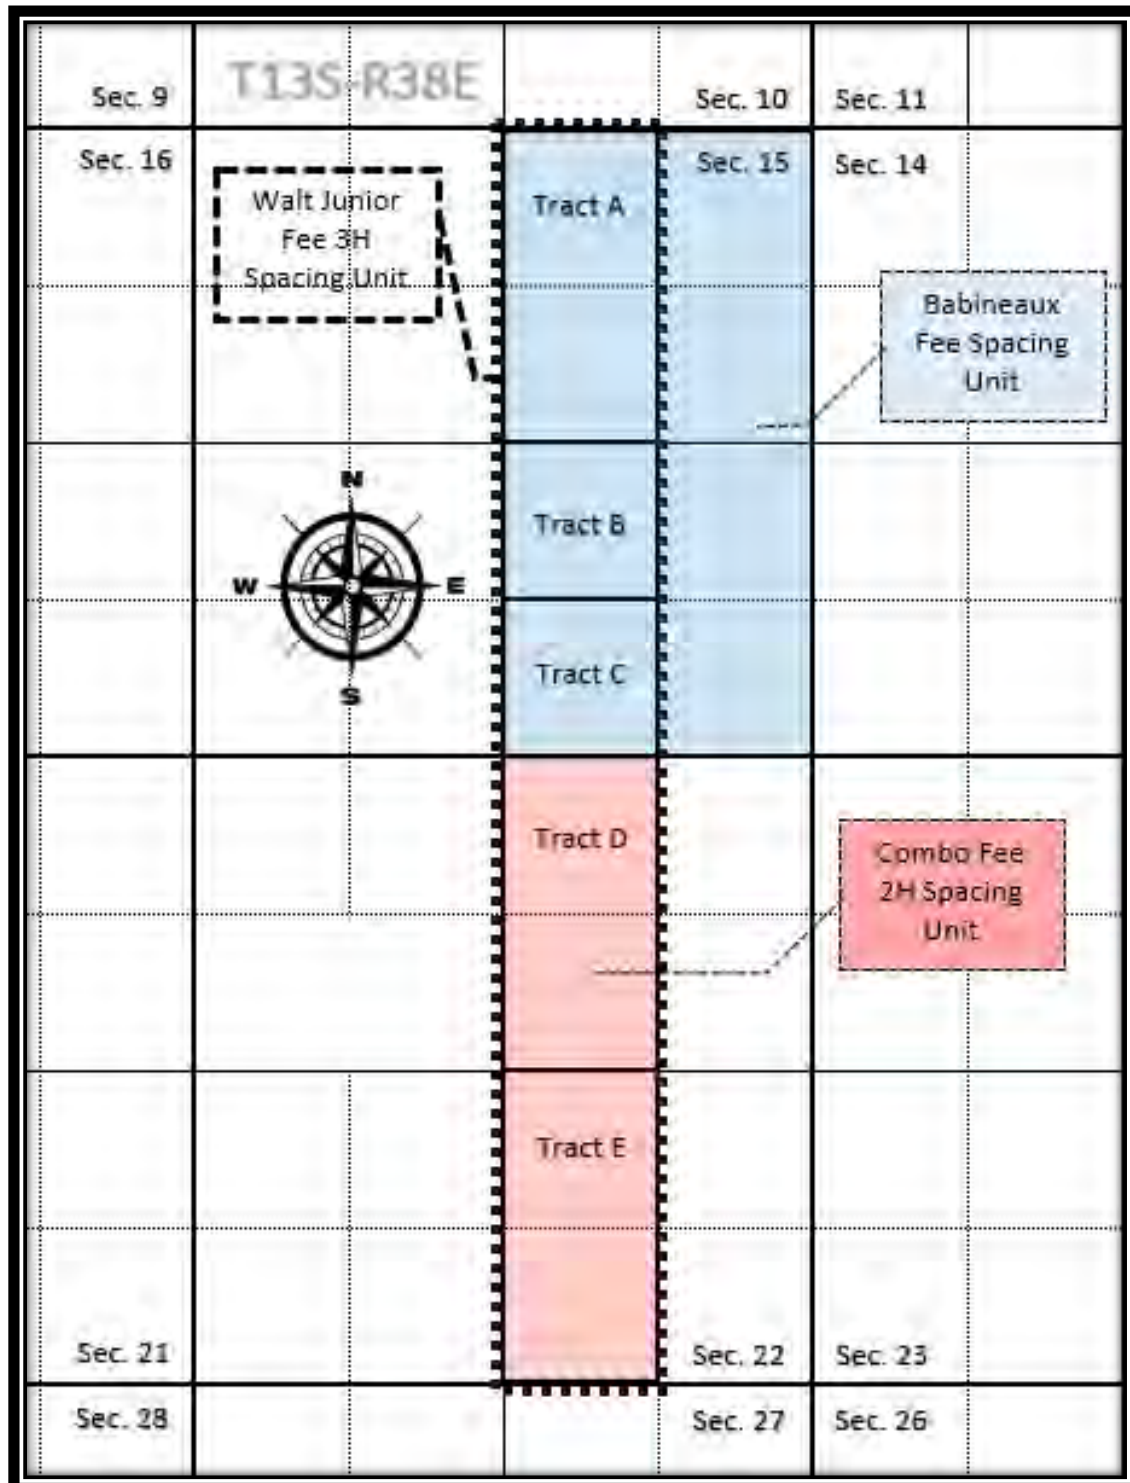 T13S-R38E
Sec. 9
Sec. 10
Sec. 11
Sec. 16
Sec. 15
Sec. 14
Walt Junior
Fee 3H
Spacing Unit
Tract A
Babineaux
Fee Spacing
Unit
N
W
E
S
Tract B
Tract C
Tract D
Combo Fee
2H Spacing
Unit
Tract E
Sec. 21
Sec. 22
Sec. 23
Sec. 28
Sec. 27
Sec. 26